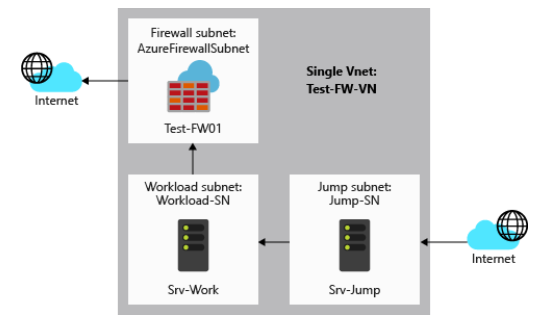 Firewall subnet:
AzureFirewallSubnet
Test-FW01
Internet
Single Vnet:
Test-FW-VN
Workload subnet:
Workload-SN
Srv-Work
Jump subnet:
Jump-SN
Srv-Jump
Internet